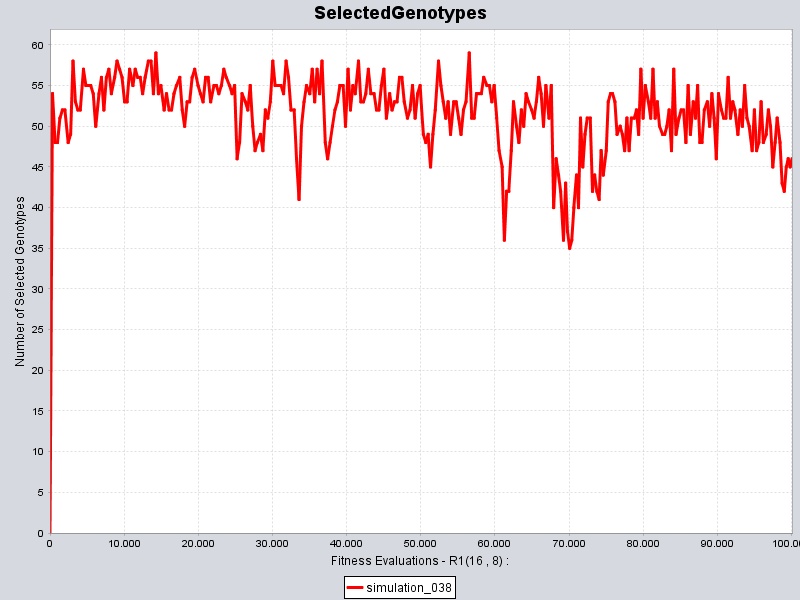 SelectedGenotypes
Number of Selected Genotypes
60
55
50
45
40
35
30
25
20
15
10
5
0
0 10.000 20.000 30.000 40.000 50.000 60.000 70.000 80.000 90.000 100.00
Fitness Evaluations - R1(16 , 8) :
simulation_038